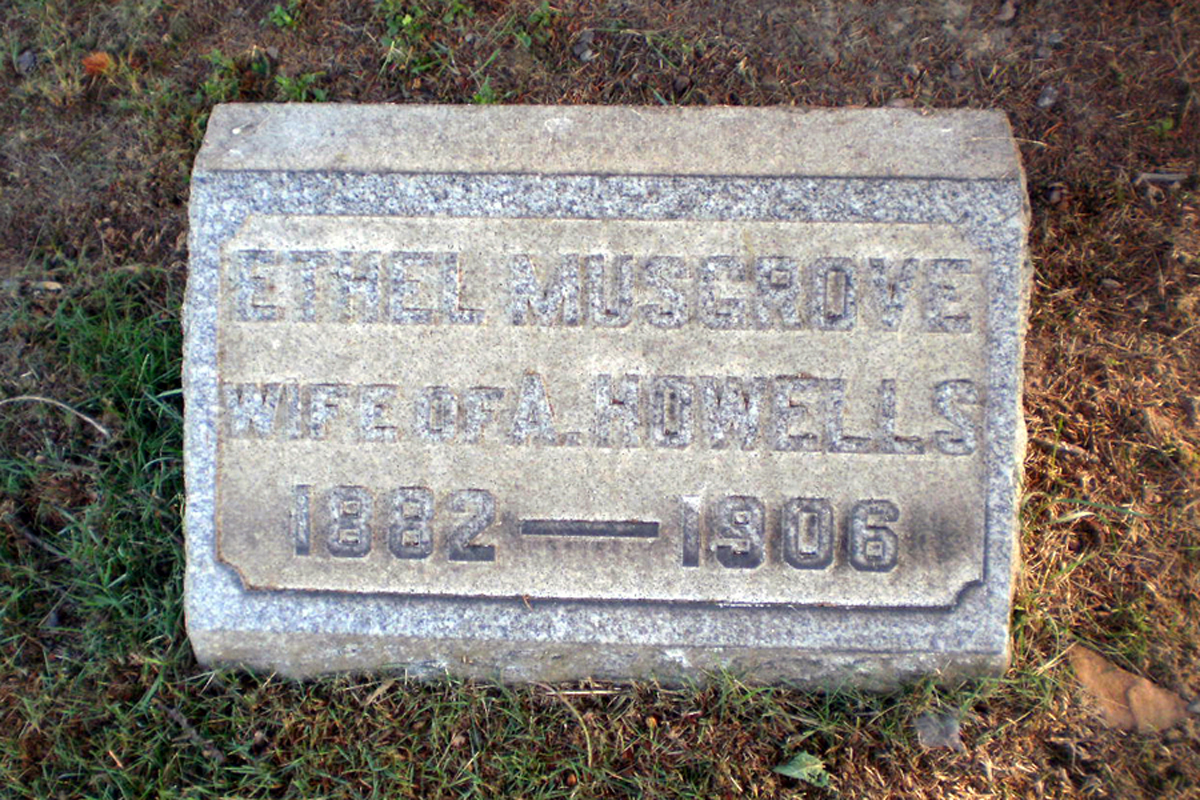 ETHEL MUSGROVE
WIFE OF A. HOWELLS
1882 — 1906